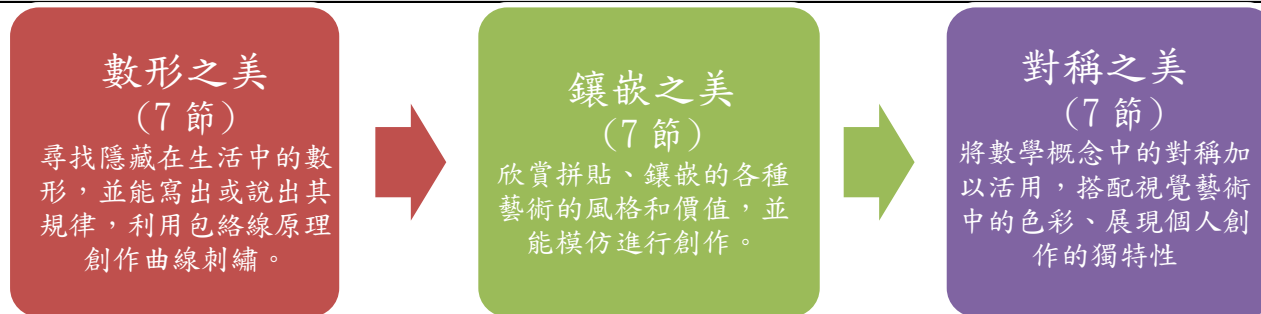 數形之美
(7 節)
尋找隱藏在生活中的數
形，並能寫出或說出其
規律，利用包絡線原理
創作曲線刺繡。
鑲嵌之美
(7 節)
欣賞拼貼、鑲嵌的各種
藝術的風格和價值，並
能模仿進行創作。
對稱之美
(7 節)
將數學概念中的對稱加
以活用，搭配視覺藝術
中的色彩、展現個人創
作的獨特性